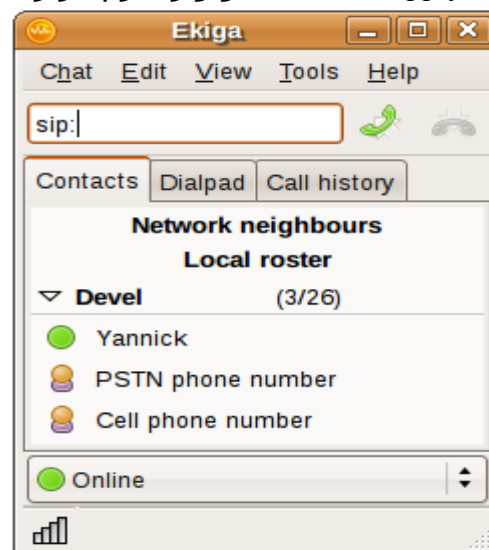 Ekiga
Chat Edit View Tools Help
sip:
Contacts Dialpad Call history
Network neighbours
Local roster
Devel (3/26)
Yannick
PSTN phone number
Cell phone number
Online